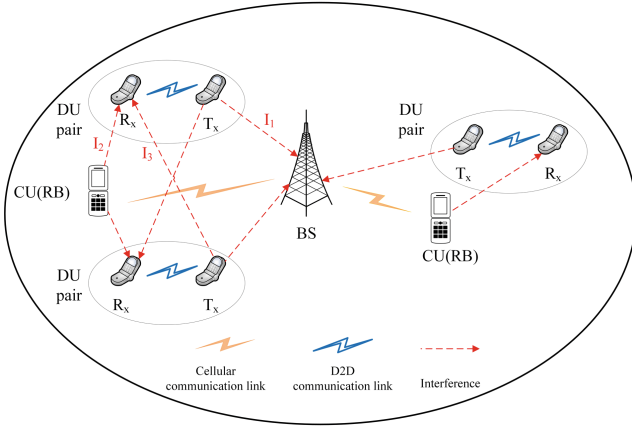 DU
pair
Rₓ
Tₓ
I₁
I₂
I₃
DU
pair
Tₓ
Rₓ
CU(RB)
BS
CU(RB)
DU
pair
Rₓ
Tₓ
Cellular
communication link
D2D
communication link
Interference